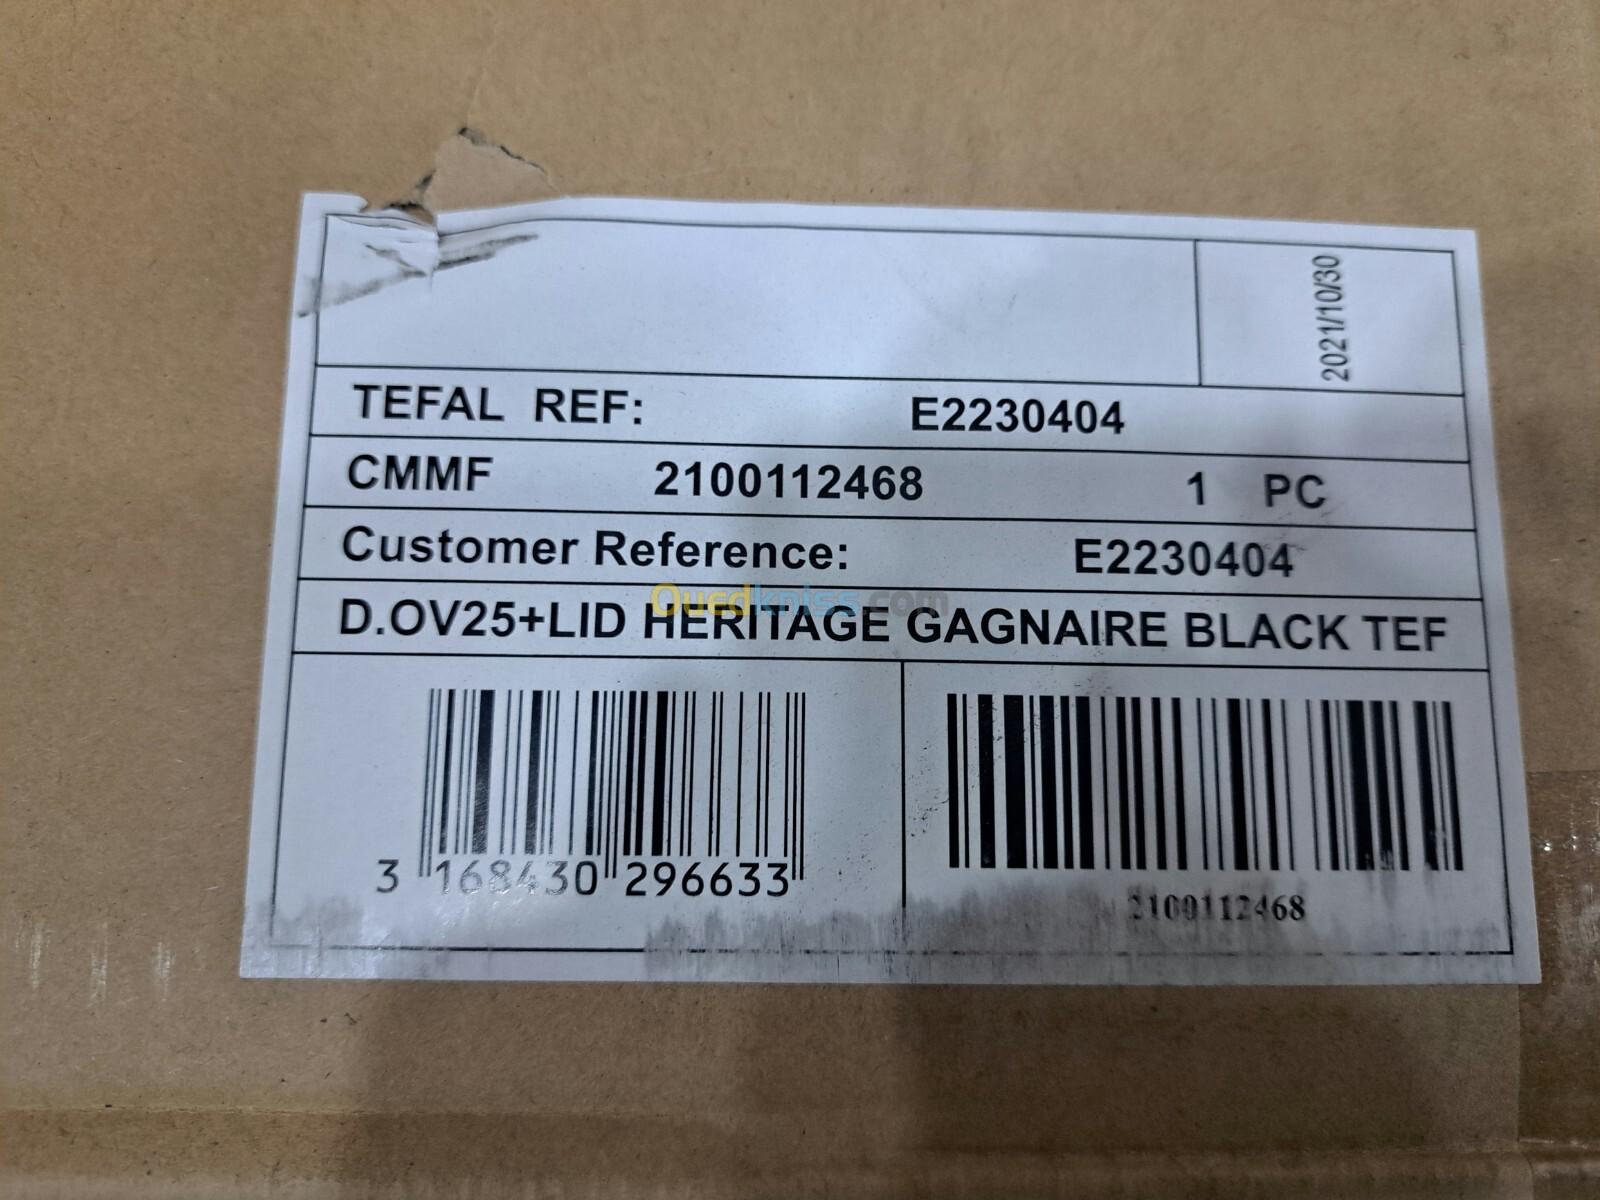 2021/10/30
TEFAL REF: E2230404
CMMF 2100112468 1 PC
Customer Reference: E2230404
Ouedkniss.com
D.OV25+LID HERITAGE GAGNAIRE BLACK TEF
3 168430 296633
2100112468